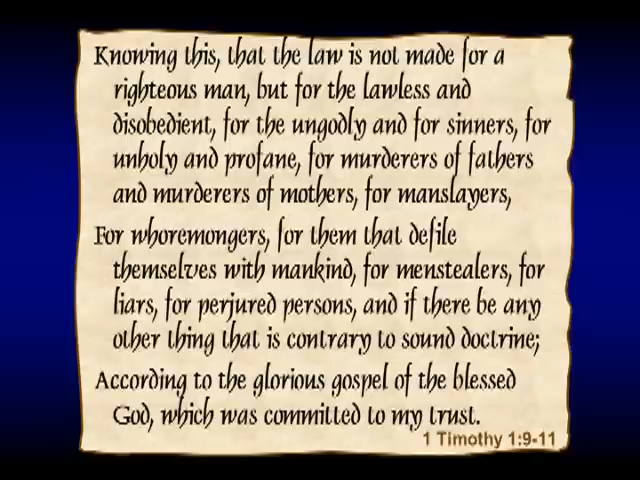 Knowing this, that the law is not made for a
righteous man, but for the lawless and
disobedient, for the ungodly and for sinners, for
unholy and profane, for murderers of fathers
and murderers of mothers, for manslayers,
For whoremongers, for them that defile
themselves with mankind, for menstealers, for
liars, for perjured persons, and if there be any
other thing that is contrary to sound doctrine;
According to the glorious gospel of the blessed
God, which was committed to my trust.
1 Timothy 1:9-11